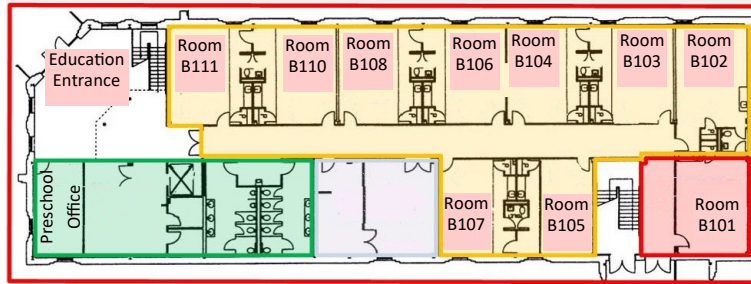 Education
Entrance
Room
B111
Room
B110
Room
B108
Room
B106
Room
B104
Room
B103
Room
B102
Preschool
Office
Room
B107
Room
B105
Room
B101